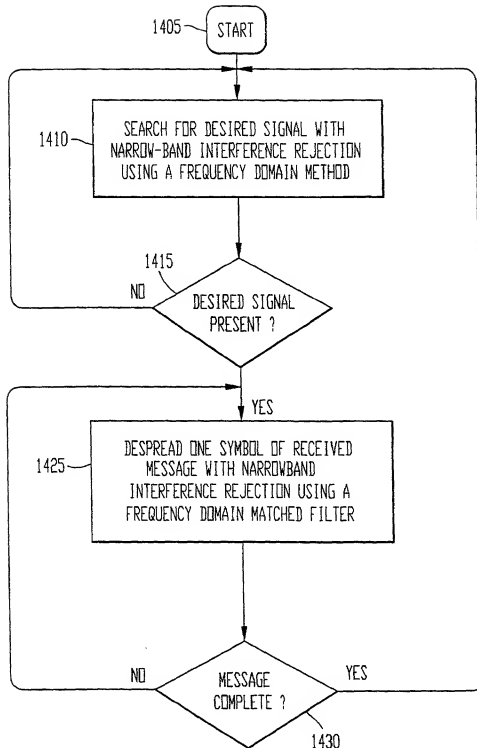 1405
START
1410
SEARCH FOR DESIRED SIGNAL WITH
NARROW-BAND INTERFERENCE REJECTION
USING A FREQUENCY DOMAIN METHOD
1415
NO
DESIRED SIGNAL
PRESENT ?
YES
1425
DESPREAD ONE SYMBOL OF RECEIVED
MESSAGE WITH NARROWBAND
INTERFERENCE REJECTION USING A
FREQUENCY DOMAIN MATCHED FILTER
NO
MESSAGE
COMPLETE ?
YES
1430